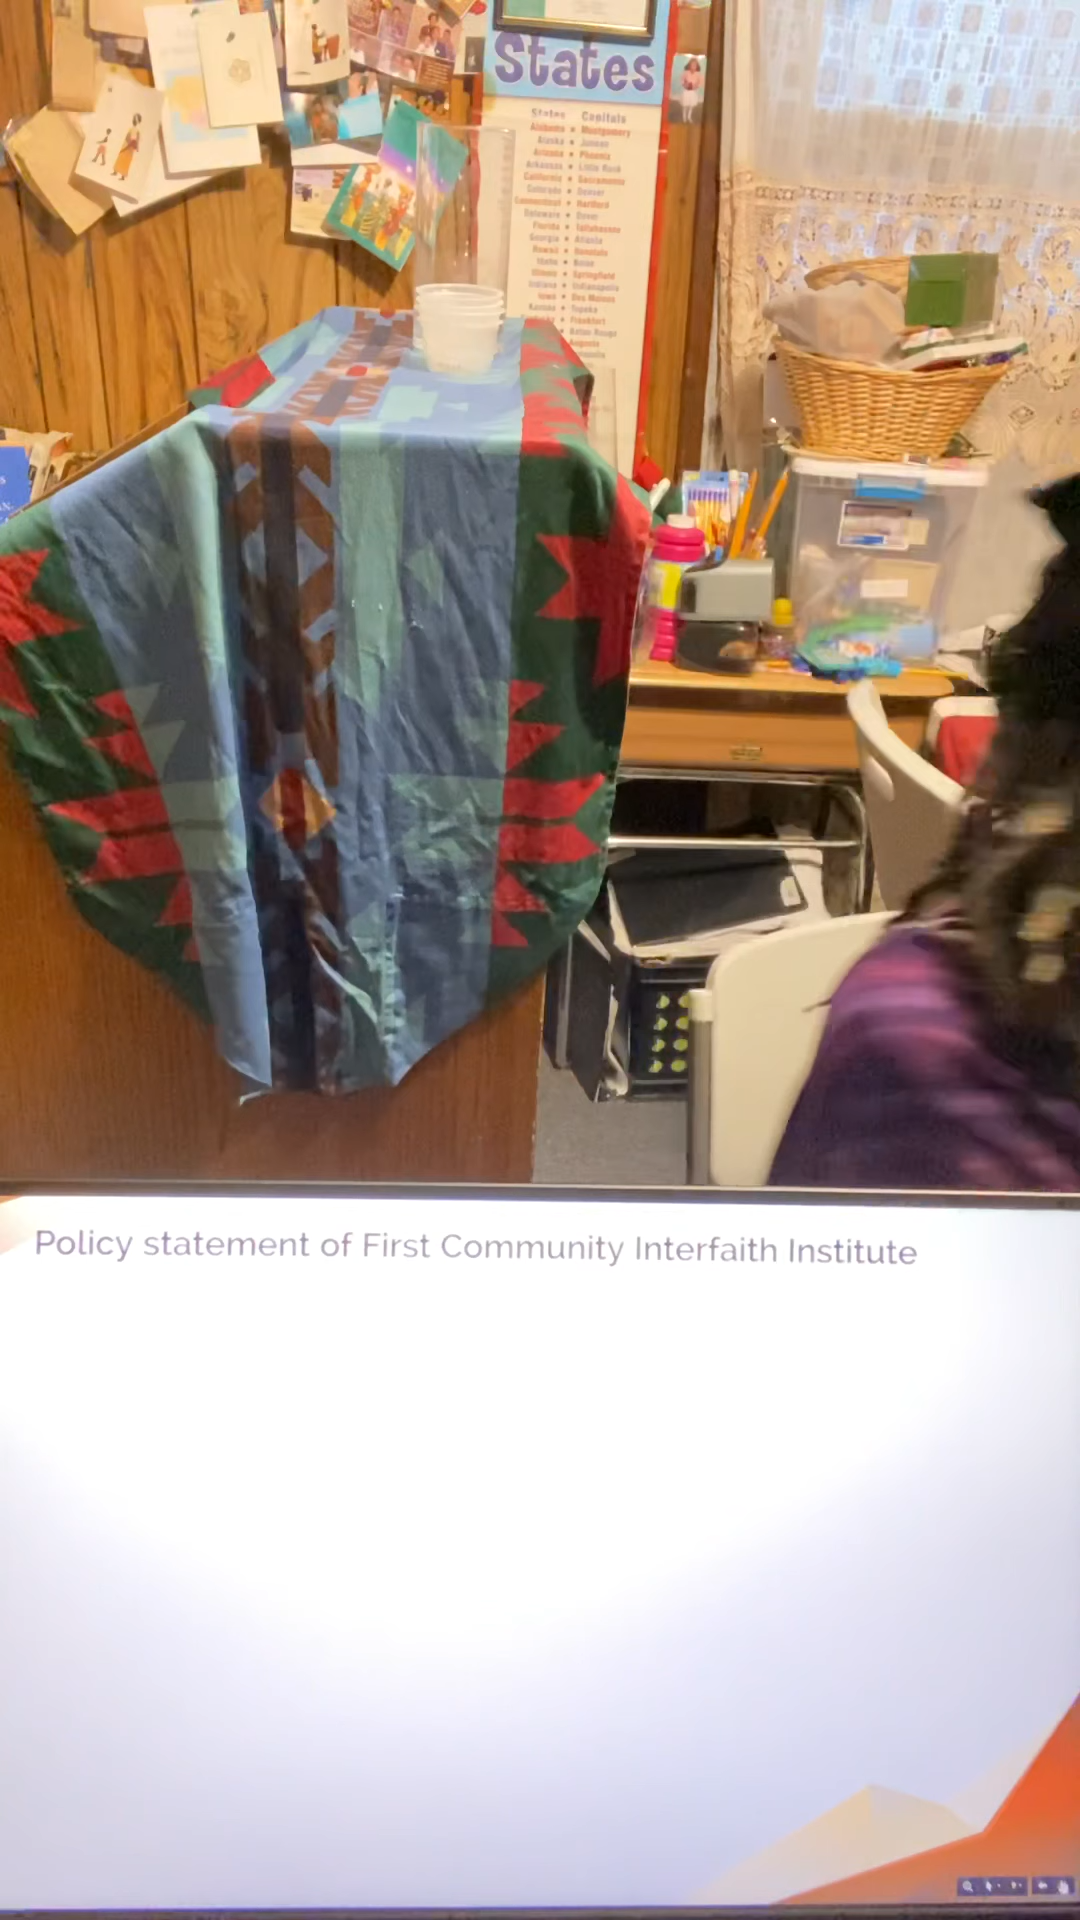 States
States Capitals
Alabama • Montgomery
Alaska • Juneau
Arizona • Phoenix
Arkansas • Little Rock
California • Sacramento
Colorado • Denver
Connecticut • Hartford
Delaware • Dover
Florida • Tallahassee
Georgia • Atlanta
Hawaii • Honolulu
Idaho • Boise
Illinois • Springfield
Indiana • Indianapolis
Iowa • Des Moines
Kansas • Topeka
Frankfort
Baton Rouge
Augusta
Policy statement of First Community Interfaith Institute